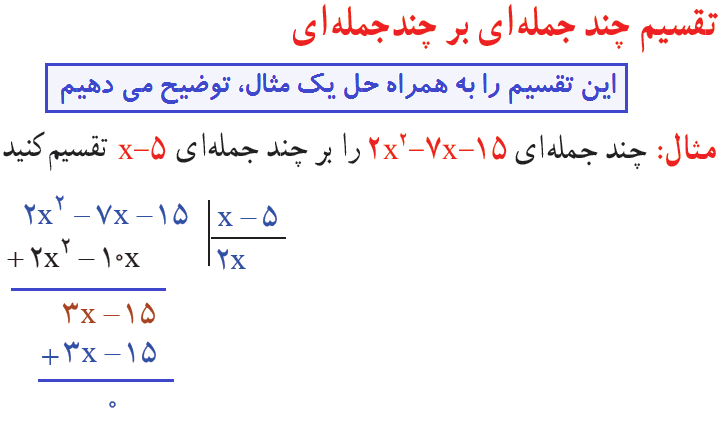 تقسیم چند جمله‌ای بر چندجمله‌ای
این تقسیم را به همراه حل یک مثال، توضیح می دهیم
مثال: چند جمله‌ای ۲x²–۷x–۱۵ را بر چند جمله‌ای x–۵ تقسیم کنید
۲x² – ۷x – ۱۵ | x – ۵
+ ۲x² – ۱۰x | ۲x
۳x – ۱۵
+ ۳x – ۱۵
۰